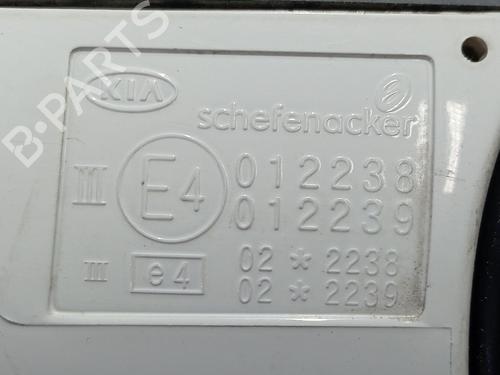 B-PARTS
KIA schefenacker
III E4 012238
012239
III e4 02 * 2238
02 * 2239